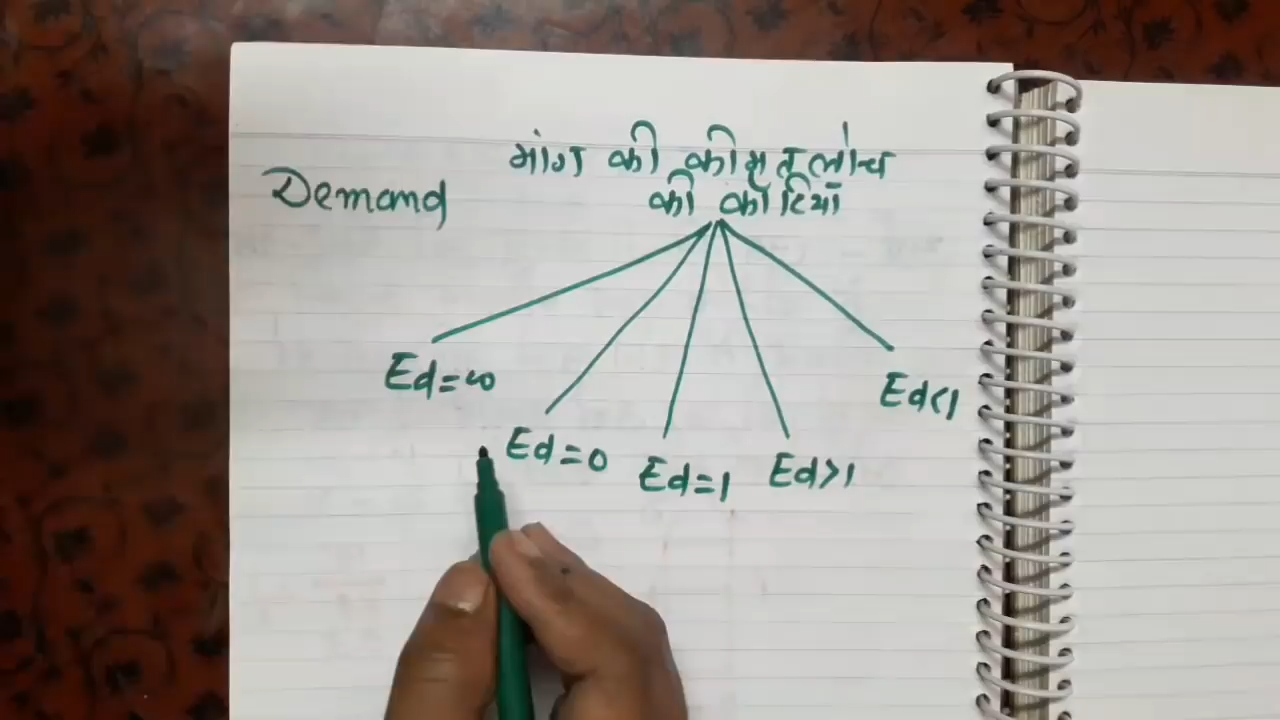 मांग की कीमत लोच
Demand
की कोटियाँ
Ed=∞
Ed<1
Ed=0
Ed=1
Ed>1